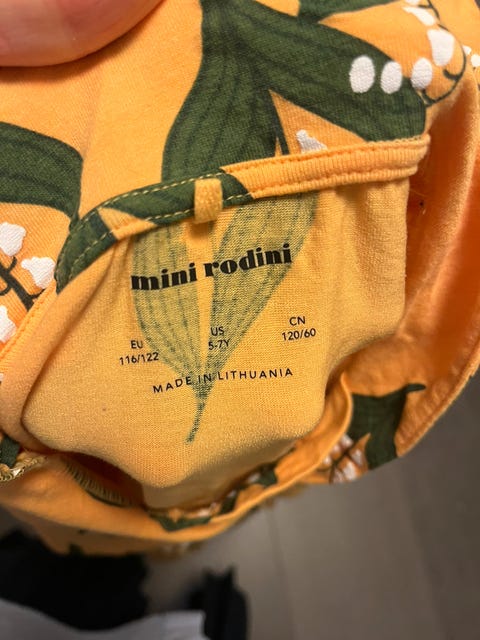 mini rodini
EU US CN
116/122 5-7Y 120/60
MADE IN LITHUANIA